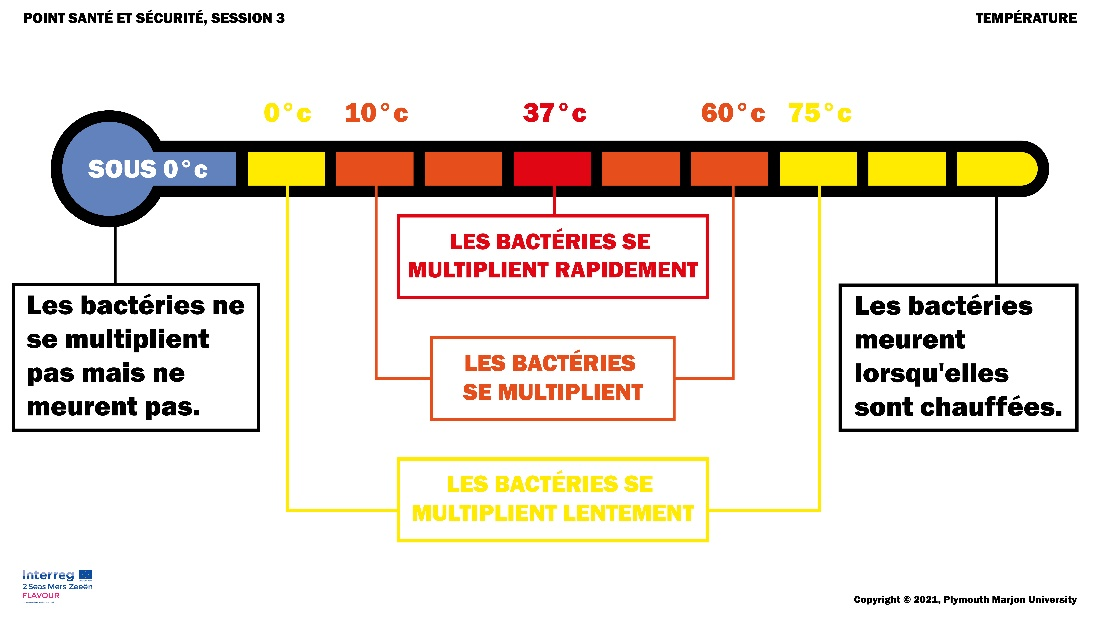 POINT SANTÉ ET SÉCURITÉ, SESSION 3
TEMPÉRATURE
0°c 10°c 37°c 60°c 75°c
SOUS 0°c
LES BACTÉRIES SE
MULTIPLIENT RAPIDEMENT
Les bactéries ne
se multiplient
pas mais ne
meurent pas.
Les bactéries
meurent
lorsqu'elles
sont chauffées.
LES BACTÉRIES
SE MULTIPLIENT
LES BACTÉRIES SE
MULTIPLIENT LENTEMENT
Interreg
2 Seas Mers Zeeën
FLAVOUR
Copyright © 2021, Plymouth Marjon University